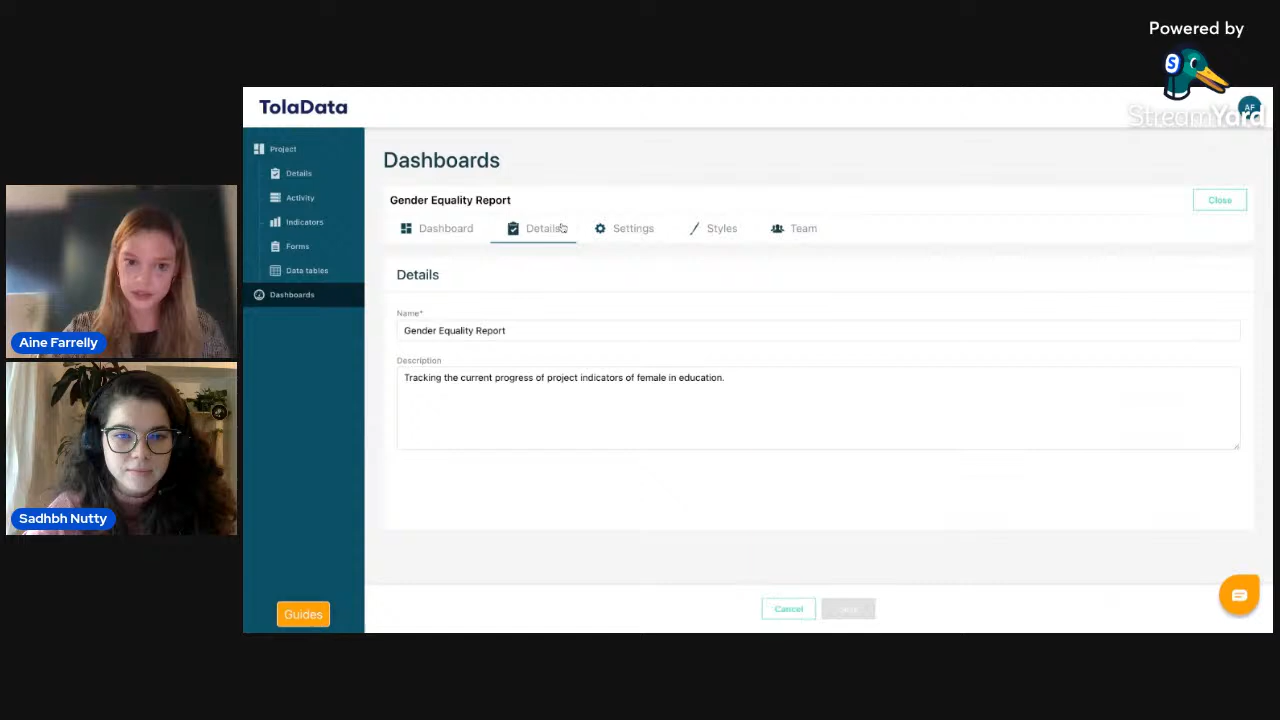 Powered by
S
StreamYard
TolaData
AF
Project
Details
Activity
Indicators
Forms
Data tables
Dashboards
Guides
Dashboards
Gender Equality Report
Close
Dashboard
Details
Settings
Styles
Team
Details
Name*
Gender Equality Report
Description
Tracking the current progress of project indicators of female in education.
Cancel
Aine Farrelly
Sadhbh Nutty